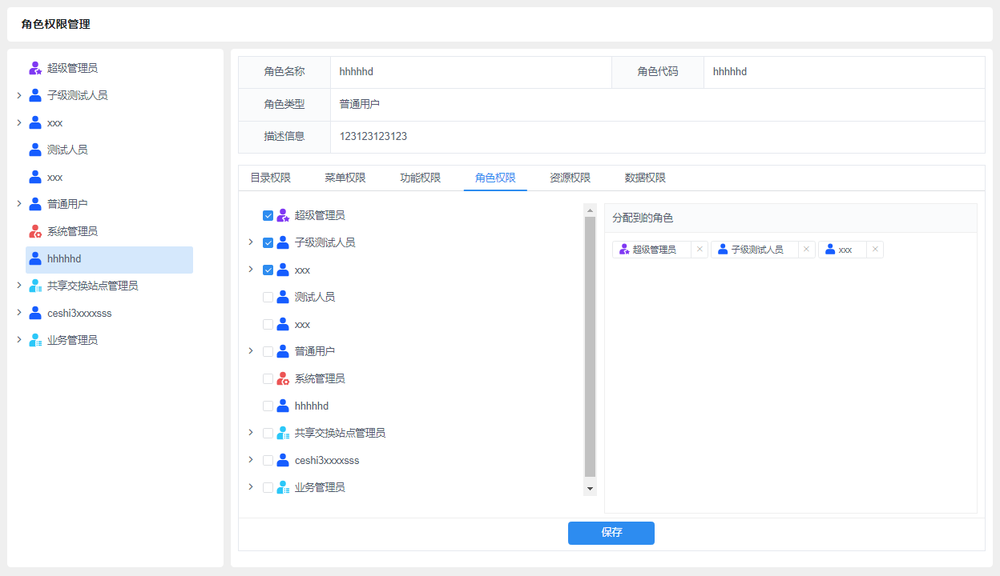 角色权限管理
超级管理员
子级测试人员
xxx
测试人员
xxx
普通用户
系统管理员
hhhhhd
共享交换站点管理员
ceshi3xxxxsss
业务管理员
角色名称 hhhhhd 角色代码 hhhhhd
角色类型 普通用户
描述信息 123123123123
目录权限 菜单权限 功能权限 角色权限 资源权限 数据权限
超级管理员
子级测试人员
xxx
测试人员
xxx
普通用户
系统管理员
hhhhhd
共享交换站点管理员
ceshi3xxxxsss
业务管理员
分配到的角色
超级管理员 子级测试人员 xxx
保存